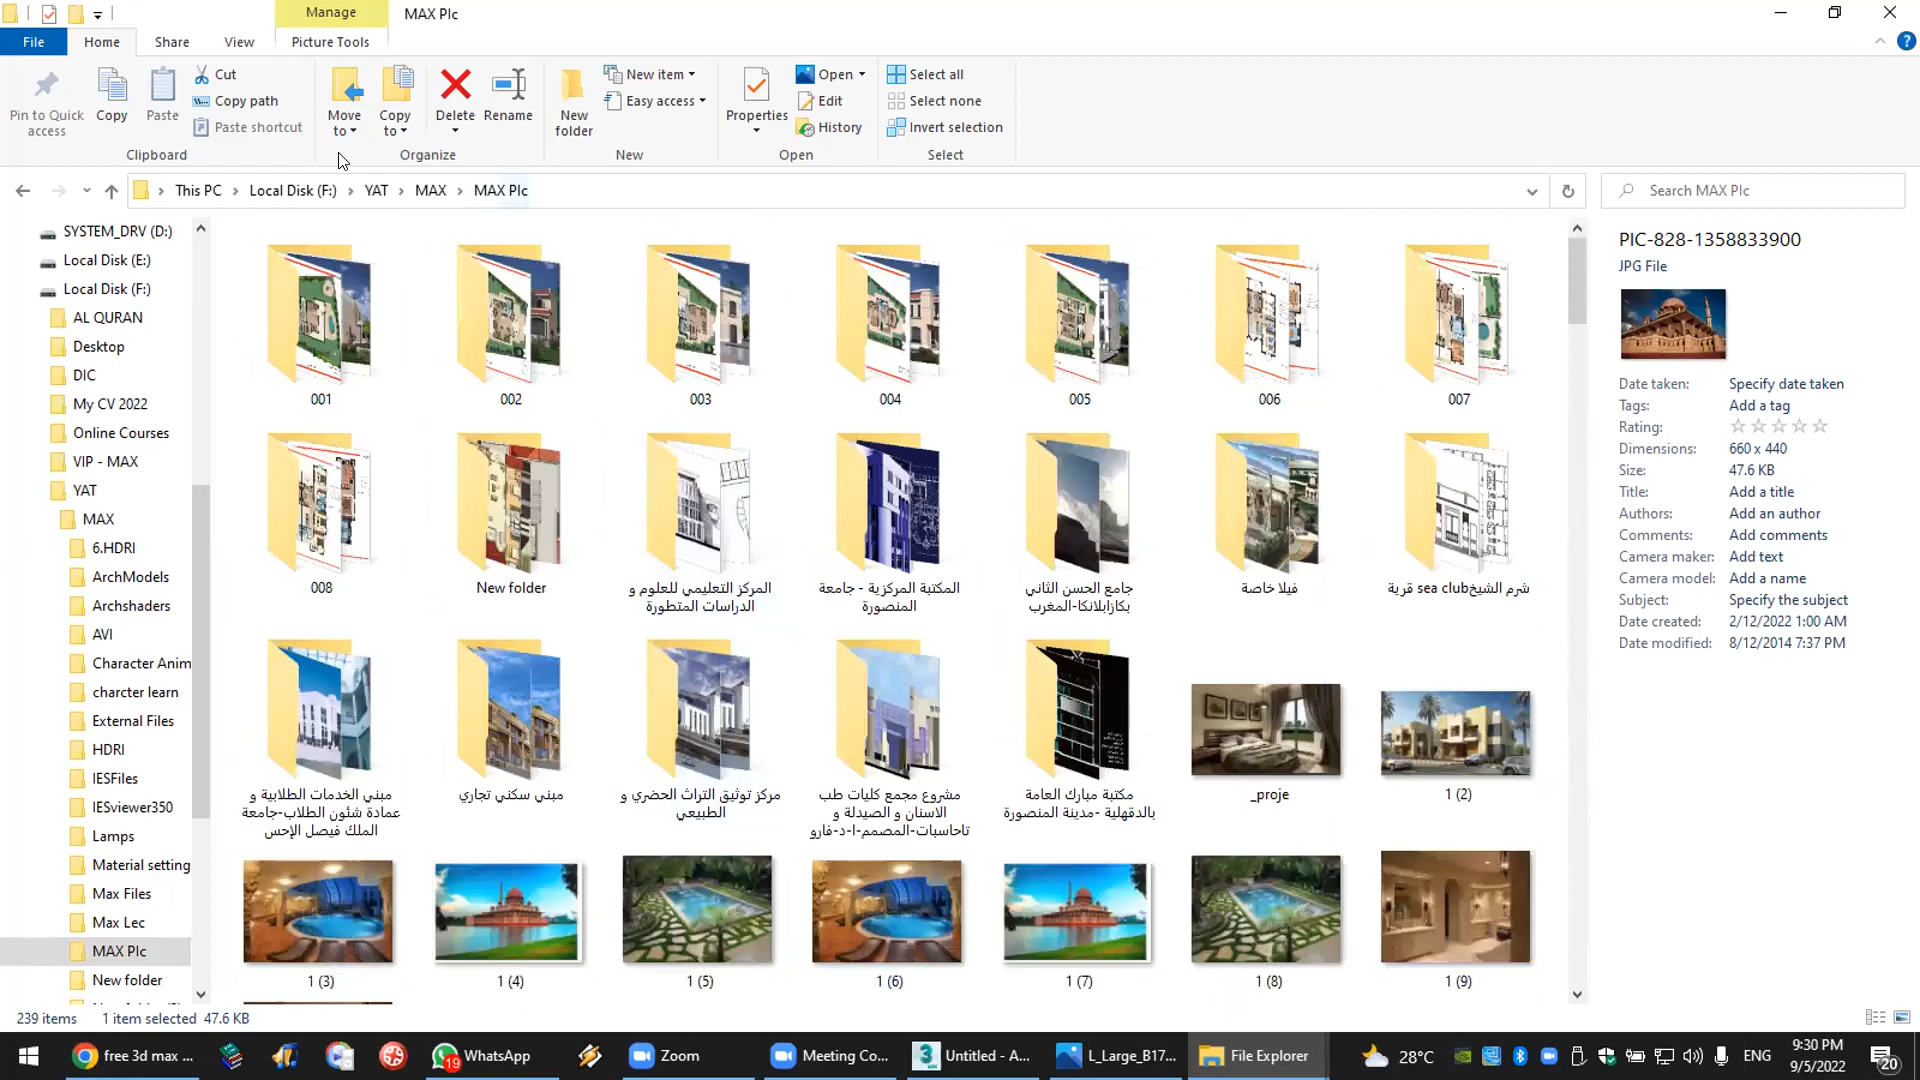 Manage
MAX Plc
File
Home
Share
View
Picture Tools
Pin to Quick access
Copy
Paste
Cut
Copy path
Paste shortcut
Clipboard
Move to
Copy to
Delete
Rename
Organize
New folder
New item
Easy access
New
Properties
Open
Edit
History
Open
Select all
Select none
Invert selection
Select
This PC > Local Disk (F:) > YAT > MAX > MAX Plc
Search MAX Plc
SYSTEM_DRV (D:)
Local Disk (E:)
Local Disk (F:)
AL QURAN
Desktop
DIC
My CV 2022
Online Courses
VIP - MAX
YAT
MAX
6.HDRI
ArchModels
Archshaders
AVI
Character Anim
charcter learn
External Files
HDRI
IESFiles
IESviewer350
Lamps
Material setting
Max Files
Max Lec
MAX Plc
New folder
001
002
003
004
005
006
007
008
New folder
المركز التعليمي للعلوم و
الدراسات المتطورة
المكتبة المركزية - جامعة
المنصورة
جامع الحسن الثاني
بكازابلانكا-المغرب
فيلا خاصة
شرم الشيخsea club قرية
مبني الخدمات الطلابية و
عمادة شئون الطلاب-جامعة
الملك فيصل الإحس
مبني سكني تجاري
مركز توثيق التراث الحضري و
الطبيعي
مشروع مجمع كليات طب
الاسنان و الصيدلة و
تاحاسبات-المصمم-ا-د-فارو
مكتبة مبارك العامة
بالدقهلية -مدينة المنصورة
_proje
1 (2)
1 (3)
1 (4)
1 (5)
1 (6)
1 (7)
1 (8)
1 (9)
PIC-828-1358833900
JPG File
Date taken: Specify date taken
Tags: Add a tag
Rating:
Dimensions: 660 x 440
Size: 47.6 KB
Title: Add a title
Authors: Add an author
Comments: Add comments
Camera maker: Add text
Camera model: Add a name
Subject: Specify the subject
Date created: 2/12/2022 1:00 AM
Date modified: 8/12/2014 7:37 PM
239 items
1 item selected 47.6 KB
free 3d max ...
19
WhatsApp
Zoom
Meeting Co...
Untitled - A...
L_Large_B17...
File Explorer
28°C
ENG
9:30 PM
9/5/2022
20